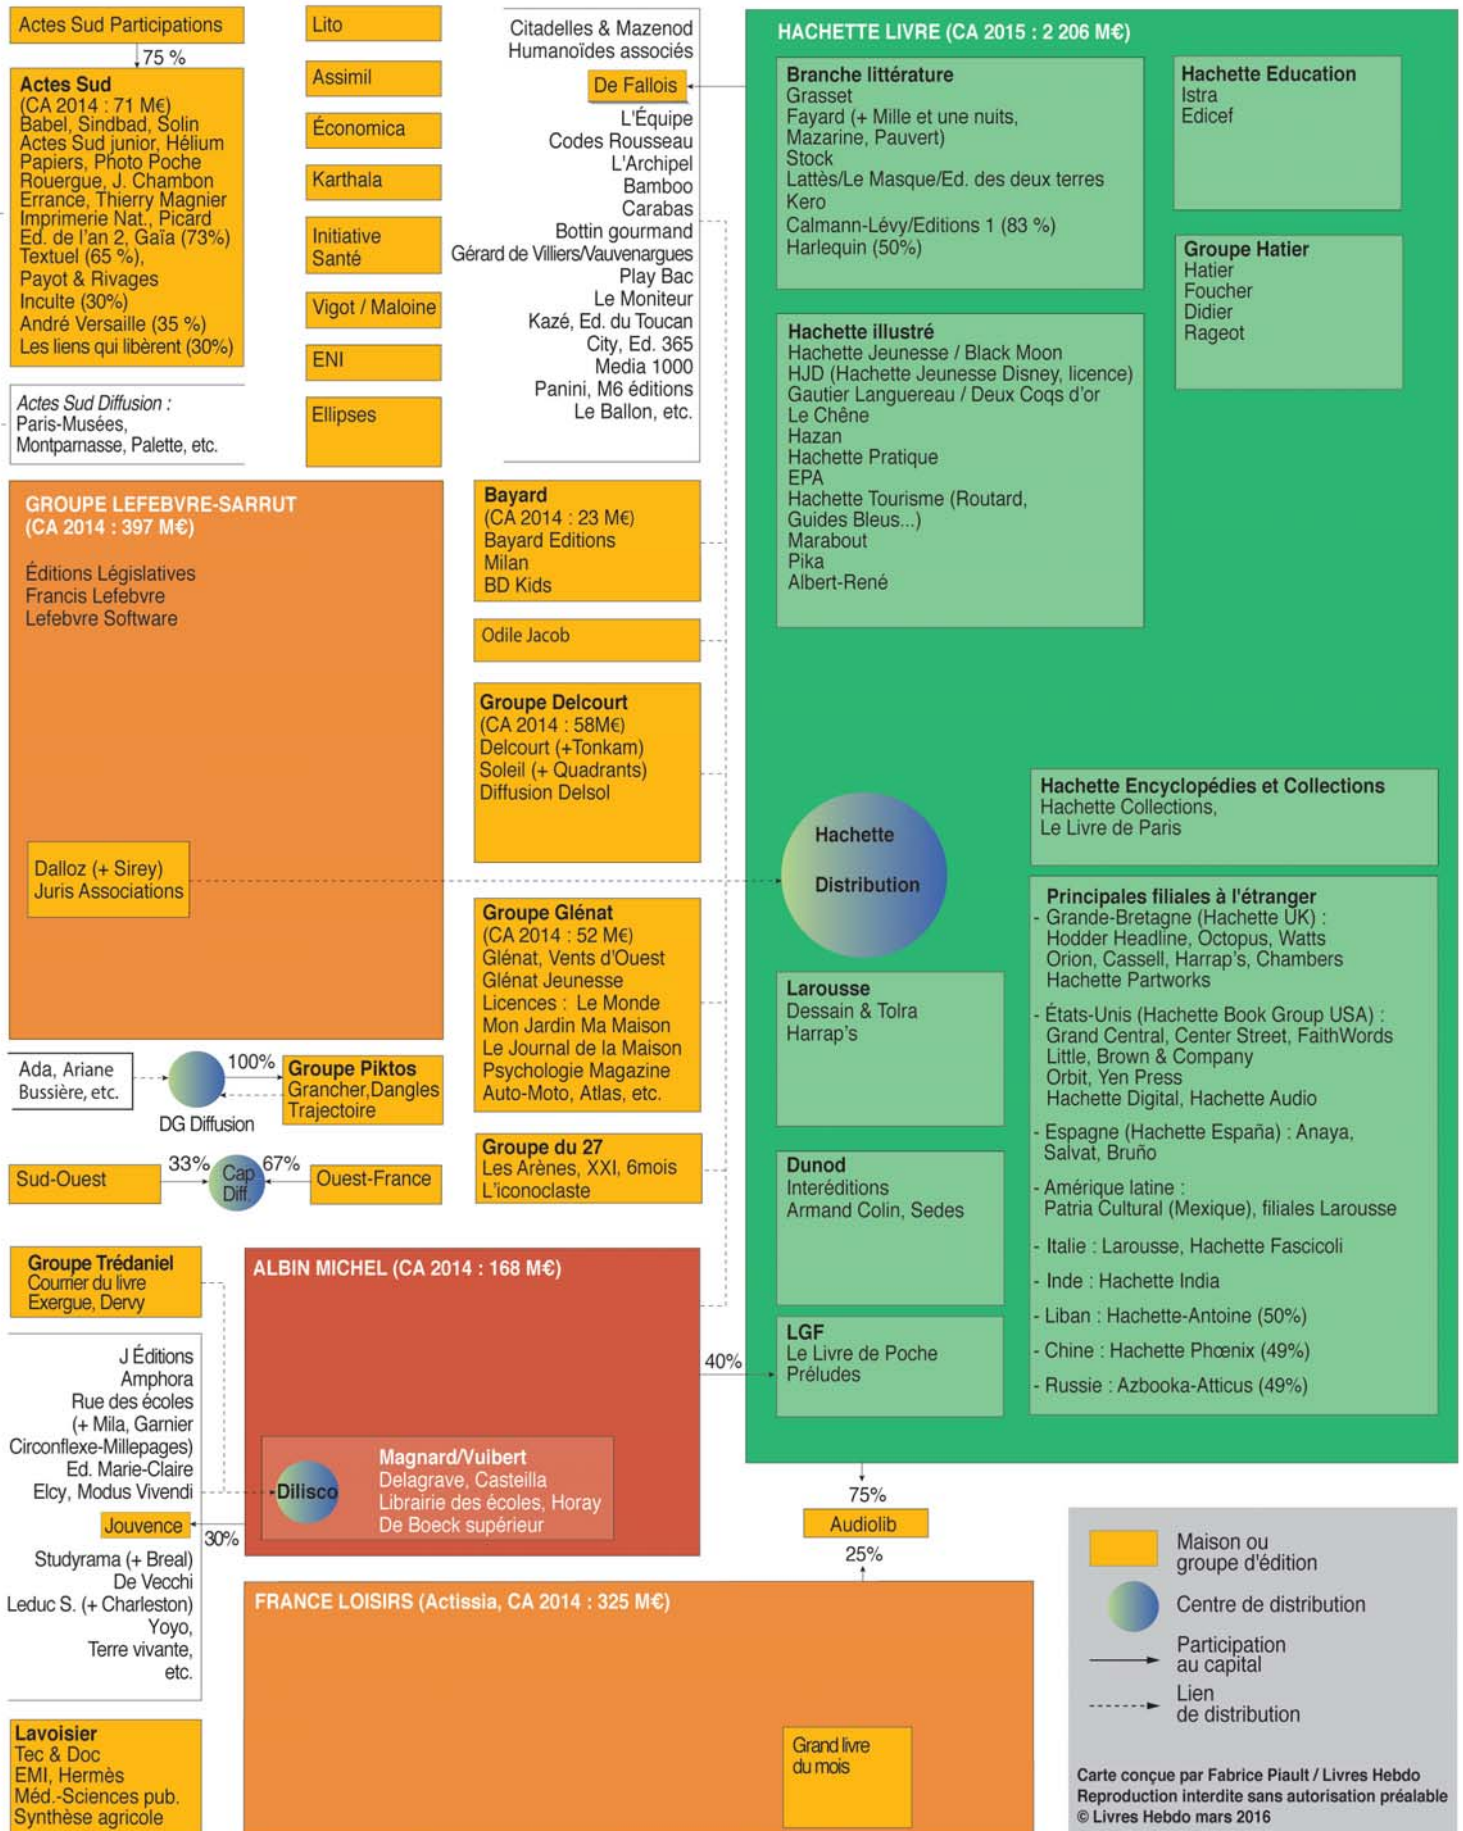 Actes Sud Participations
75 %
Actes Sud
(CA 2014 : 71 M€)
Babel, Sindbad, Solin
Actes Sud junior, Hélium
Papiers, Photo Poche
Rouergue, J. Chambon
Errance, Thierry Magnier
Imprimerie Nat., Picard
Ed. de l'an 2, Gaïa (73%)
Textuel (65 %),
Payot & Rivages
Inculte (30%)
André Versaille (35 %)
Les liens qui libèrent (30%)
Actes Sud Diffusion :
Paris-Musées,
Montparnasse, Palette, etc.
Lito
Assimil
Économica
Karthala
Initiative
Santé
Vigot / Maloine
ENI
Ellipses
Citadelles & Mazenod
Humanoïdes associés
De Fallois
L'Équipe
Codes Rousseau
L'Archipel
Bamboo
Carabas
Bottin gourmand
Gérard de Villiers/Vauvenargues
Play Bac
Le Moniteur
Kazé, Ed. du Toucan
City, Ed. 365
Media 1000
Panini, M6 éditions
Le Ballon, etc.
HACHETTE LIVRE (CA 2015 : 2 206 M€)
Branche littérature
Grasset
Fayard (+ Mille et une nuits,
Mazarine, Pauvert)
Stock
Lattès/Le Masque/Ed. des deux terres
Kero
Calmann-Lévy/Editions 1 (83 %)
Harlequin (50%)
Hachette Education
Istra
Edicef
Groupe Hatier
Hatier
Foucher
Didier
Rageot
Hachette illustré
Hachette Jeunesse / Black Moon
HJD (Hachette Jeunesse Disney, licence)
Gautier Languereau / Deux Coqs d'or
Le Chêne
Hazan
Hachette Pratique
EPA
Hachette Tourisme (Routard,
Guides Bleus...)
Marabout
Pika
Albert-René
GROUPE LEFEBVRE-SARRUT
(CA 2014 : 397 M€)
Éditions Législatives
Francis Lefebvre
Lefebvre Software
Dalloz (+ Sirey)
Juris Associations
Bayard
(CA 2014 : 23 M€)
Bayard Editions
Milan
BD Kids
Odile Jacob
Groupe Delcourt
(CA 2014 : 58M€)
Delcourt (+Tonkam)
Soleil (+ Quadrants)
Diffusion Delsol
Groupe Glénat
(CA 2014 : 52 M€)
Glénat, Vents d'Ouest
Glénat Jeunesse
Licences : Le Monde
Mon Jardin Ma Maison
Le Journal de la Maison
Psychologie Magazine
Auto-Moto, Atlas, etc.
Groupe du 27
Les Arènes, XXI, 6mois
L'iconoclaste
Hachette
Distribution
Hachette Encyclopédies et Collections
Hachette Collections,
Le Livre de Paris
Principales filiales à l'étranger
- Grande-Bretagne (Hachette UK) :
Hodder Headline, Octopus, Watts
Orion, Cassell, Harrap's, Chambers
Hachette Partworks
- États-Unis (Hachette Book Group USA) :
Grand Central, Center Street, FaithWords
Little, Brown & Company
Orbit, Yen Press
Hachette Digital, Hachette Audio
- Espagne (Hachette España) : Anaya,
Salvat, Bruño
- Amérique latine :
Patria Cultural (Mexique), filiales Larousse
- Italie : Larousse, Hachette Fascicoli
- Inde : Hachette India
- Liban : Hachette-Antoine (50%)
- Chine : Hachette Phœnix (49%)
- Russie : Azbooka-Atticus (49%)
Larousse
Dessain & Tolra
Harrap's
Dunod
Interéditions
Armand Colin, Sedes
LGF
Le Livre de Poche
Préludes
Ada, Ariane
Bussière, etc.
DG Diffusion
100%
Groupe Piktos
Grancher,Dangles
Trajectoire
Sud-Ouest
33%
Cap
Diff.
67%
Ouest-France
Groupe Trédaniel
Courrier du livre
Exergue, Dervy
J Éditions
Amphora
Rue des écoles
(+ Mila, Garnier
Circonflexe-Millepages)
Ed. Marie-Claire
Elcy, Modus Vivendi
Jouvence
30%
Studyrama (+ Breal)
De Vecchi
Leduc S. (+ Charleston)
Yoyo,
Terre vivante,
etc.
Lavoisier
Tec & Doc
EMI, Hermès
Méd.-Sciences pub.
Synthèse agricole
ALBIN MICHEL (CA 2014 : 168 M€)
40%
Dilisco
Magnard/Vuibert
Delagrave, Casteilla
Librairie des écoles, Horay
De Boeck supérieur
75%
Audiolib
25%
FRANCE LOISIRS (Actissia, CA 2014 : 325 M€)
Grand livre
du mois
Maison ou
groupe d'édition
Centre de distribution
Participation
au capital
Lien
de distribution
Carte conçue par Fabrice Piault / Livres Hebdo
Reproduction interdite sans autorisation préalable
© Livres Hebdo mars 2016